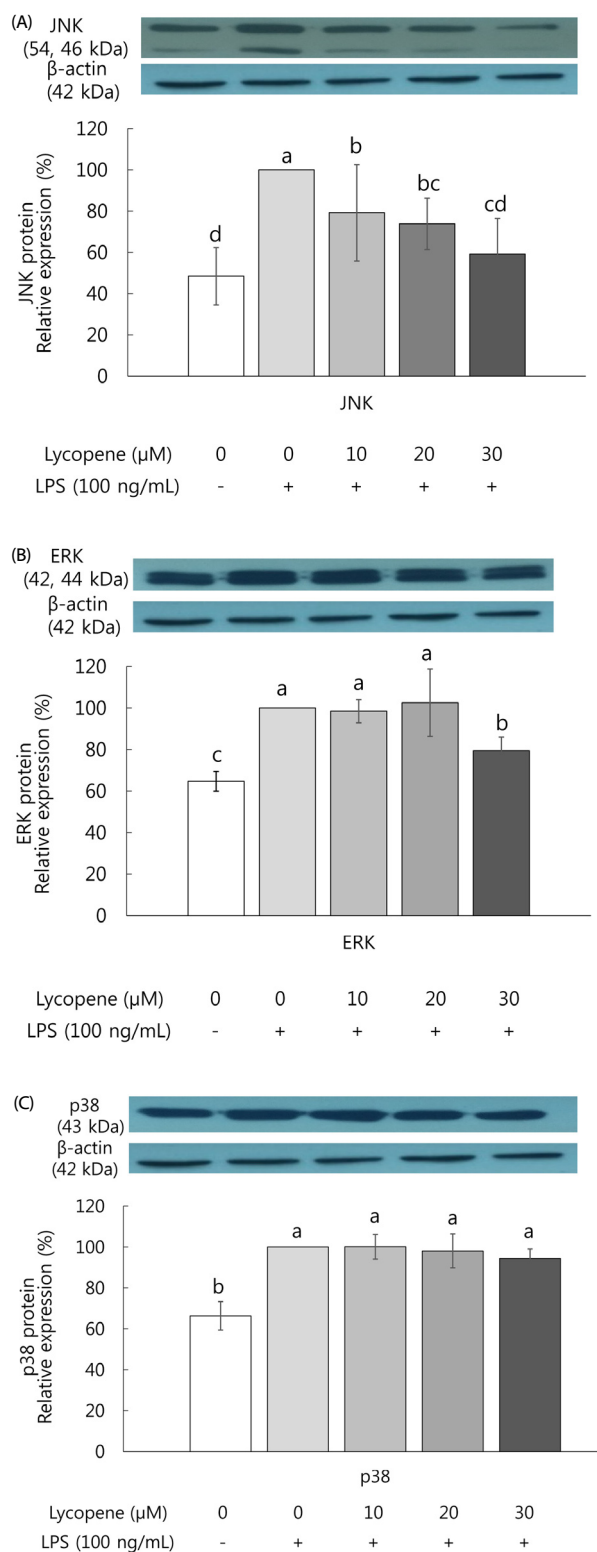 (A)
JNK
(54, 46 kDa)
β-actin
(42 kDa)
120
100
80
60
40
20
0
JNK protein
Relative expression (%)
d
a
b
bc
cd
JNK
Lycopene (μM) 0 0 10 20 30
LPS (100 ng/mL) - + + + +
(B)
ERK
(42, 44 kDa)
β-actin
(42 kDa)
120
100
80
60
40
20
0
ERK protein
Relative expression (%)
c
a
a
a
b
ERK
Lycopene (μM) 0 0 10 20 30
LPS (100 ng/mL) - + + + +
(C)
p38
(43 kDa)
β-actin
(42 kDa)
120
100
80
60
40
20
0
p38 protein
Relative expression (%)
b
a
a
a
a
p38
Lycopene (μM) 0 0 10 20 30
LPS (100 ng/mL) - + + + +